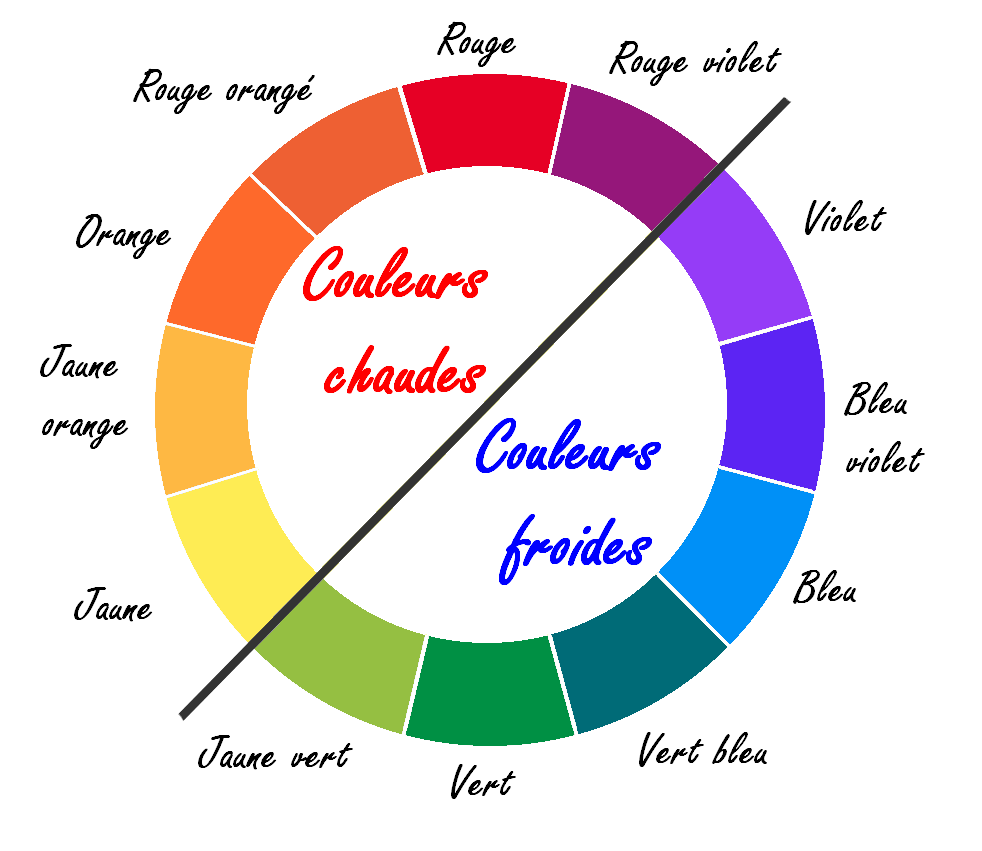 Rouge
Rouge violet
Rouge orangé
Violet
Orange
Couleurs
chaudes
Jaune
orange
Bleu
violet
Couleurs
froides
Bleu
Jaune
Jaune vert
Vert bleu
Vert